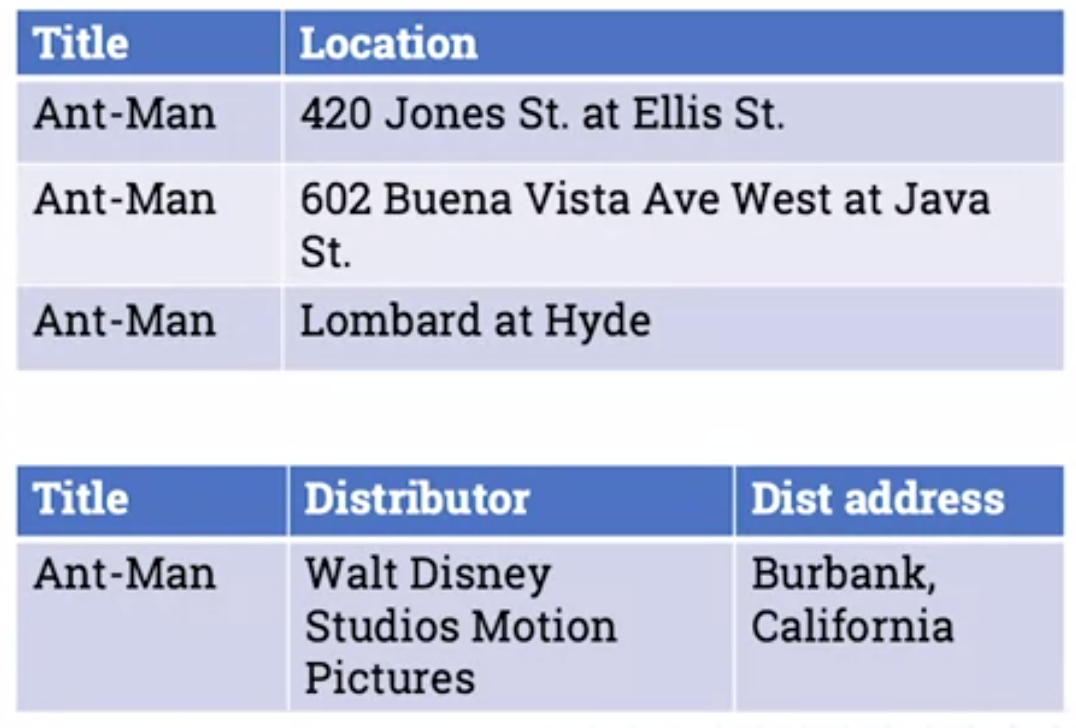 Title Location
Ant-Man 420 Jones St. at Ellis St.
Ant-Man 602 Buena Vista Ave West at Java
St.
Ant-Man Lombard at Hyde
Title Distributor Dist address
Ant-Man Walt Disney Burbank,
Studios Motion California
Pictures